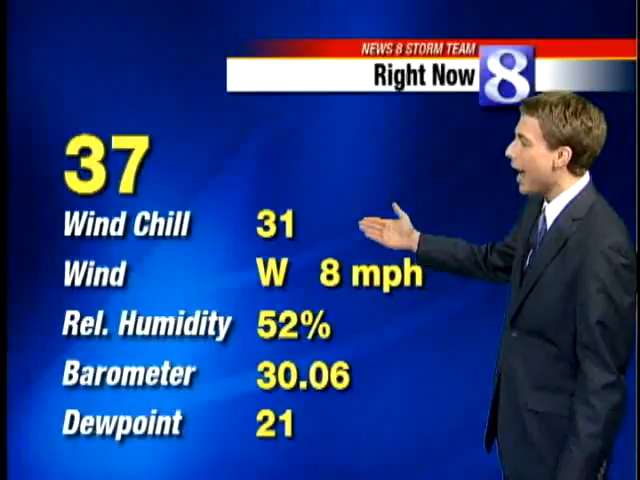 NEWS 8 STORM TEAM
Right Now 8
37
Wind Chill 31
Wind W 8 mph
Rel. Humidity 52%
Barometer 30.06
Dewpoint 21